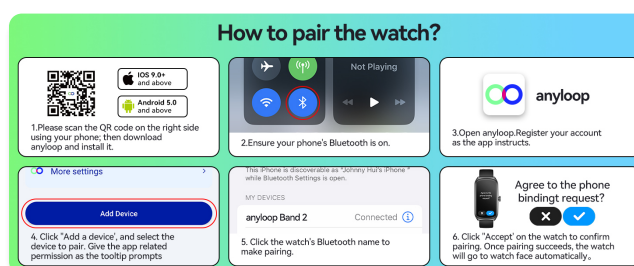 How to pair the watch?
IOS 9.0+
and above
Android 5.0
and above
1.Please scan the QR code on the right side
using your phone; then download
anyloop and install it.
Not Playing
2.Ensure your phone's Bluetooth is on.
anyloop
3.Open anyloop.Register your account
as the app instructs.
More settings
Add Device
4. Click "Add a device', and select the
device to pair. Give the app related
permission as the tooltip prompts
This iPhone is discoverable as "Johnny Hui's iPhone "
while Bluetooth Settings is open.
MY DEVICES
anyloop Band 2
Connected
5. Click the watch's Bluetooth name to
make pairing.
Agree to the phone
bindingt request?
6. Click "Accept' on the watch to confirm
pairing. Once pairing succeeds, the watch
will go to watch face automatically。